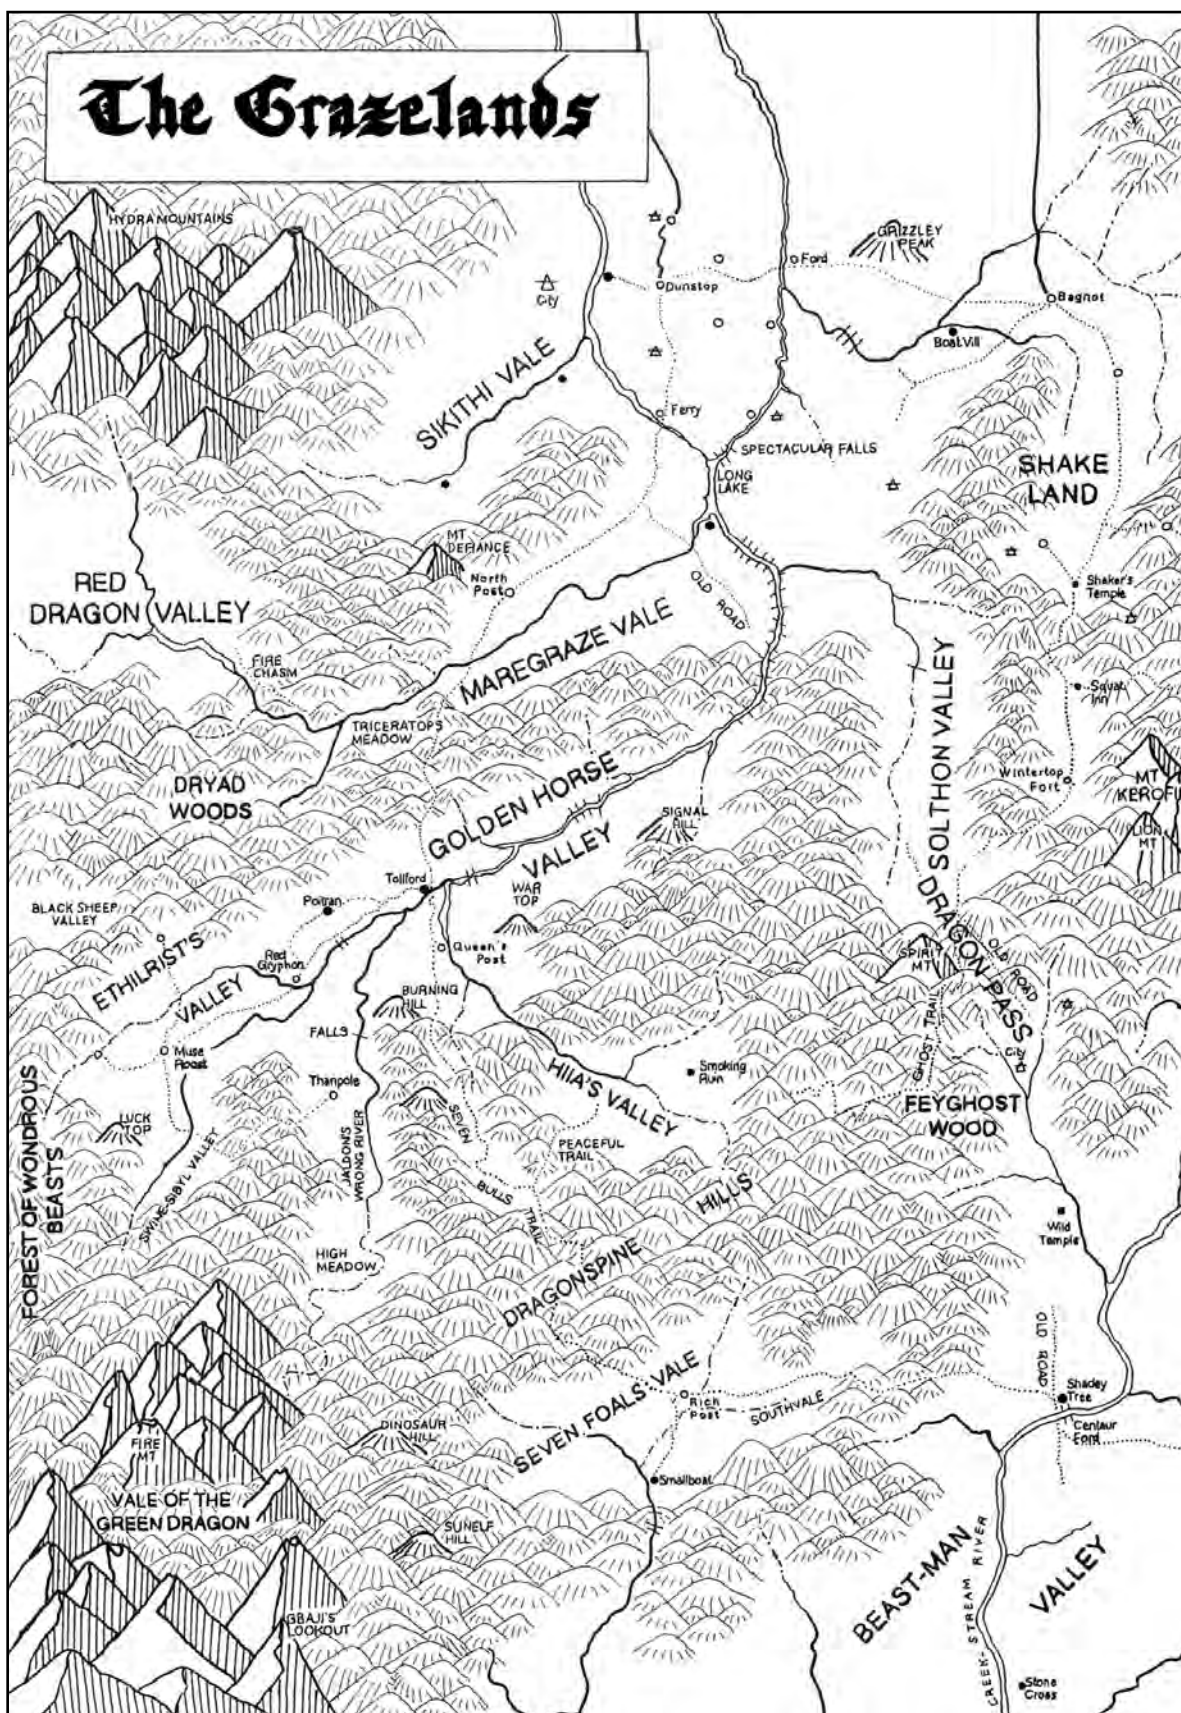 The Grazelands
HYDRA MOUNTAINS
GRIZZLEY
PEAK
Ford
City
Dunstop
Bagnot
Boat Vill
SIKITHI VALE
Ferry
SPECTACULAR FALLS
LONG
LAKE
SHAKE
LAND
MT
DEFIANCE
North
Post
RED
DRAGON VALLEY
OLD ROAD
Shaker's
Temple
MAREGRAZE VALE
FIRE
CHASM
SOLTHON VALLEY
Squat
Inn
TRICERATOPS
MEADOW
DRYAD
WOODS
GOLDEN HORSE
VALLEY
SIGNAL
HILL
Wintertop
Fort
MT
KEROFIN
LION
MT
Tollford
WAR
TOP
Poitran
BLACK SHEEP
VALLEY
Queen's
Post
DRAGON PASS
SPIRIT
MT
OLD ROAD
ETHILRIST'S
VALLEY
Red
Gryphon
BURNING
HILL
FALLS
GHOST TRAIL
City
Muse
Roost
Smoking
Ruin
HIIA'S VALLEY
Thanpole
FEYGHOST
WOOD
LUCK
TOP
FOREST OF WONDROUS
BEASTS
SWINE-SIBYL VALLEY
JALDON'S
WRONG RIVER
SEVEN
BULLS
TRAIL
PEACEFUL
TRAIL
Wild
Temple
HIGH
MEADOW
DRAGONSPINE
HILLS
OLD ROAD
Shadey
Tree
SEVEN FOALS VALE
Rich
Post
SOUTHVALE
Centaur
Ford
DINOSAUR
HILL
FIRE
MT
Smallboat
VALE OF THE
GREEN DRAGON
SUNELF
HILL
BEAST-MAN
VALLEY
CREEK-STREAM RIVER
GBAJI'S
LOOKOUT
Stone
Cross